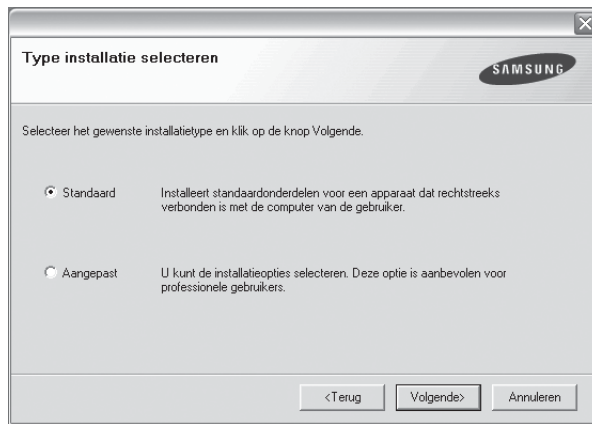 Type installatie selecteren
SAMSUNG
Selecteer het gewenste installatietype en klik op de knop Volgende.
Standaard
Installeert standaardonderdelen voor een apparaat dat rechtstreeks
verbonden is met de computer van de gebruiker.
Aangepast
U kunt de installatieopties selecteren. Deze optie is aanbevolen voor
professionele gebruikers.
<Terug
Volgende>
Annuleren